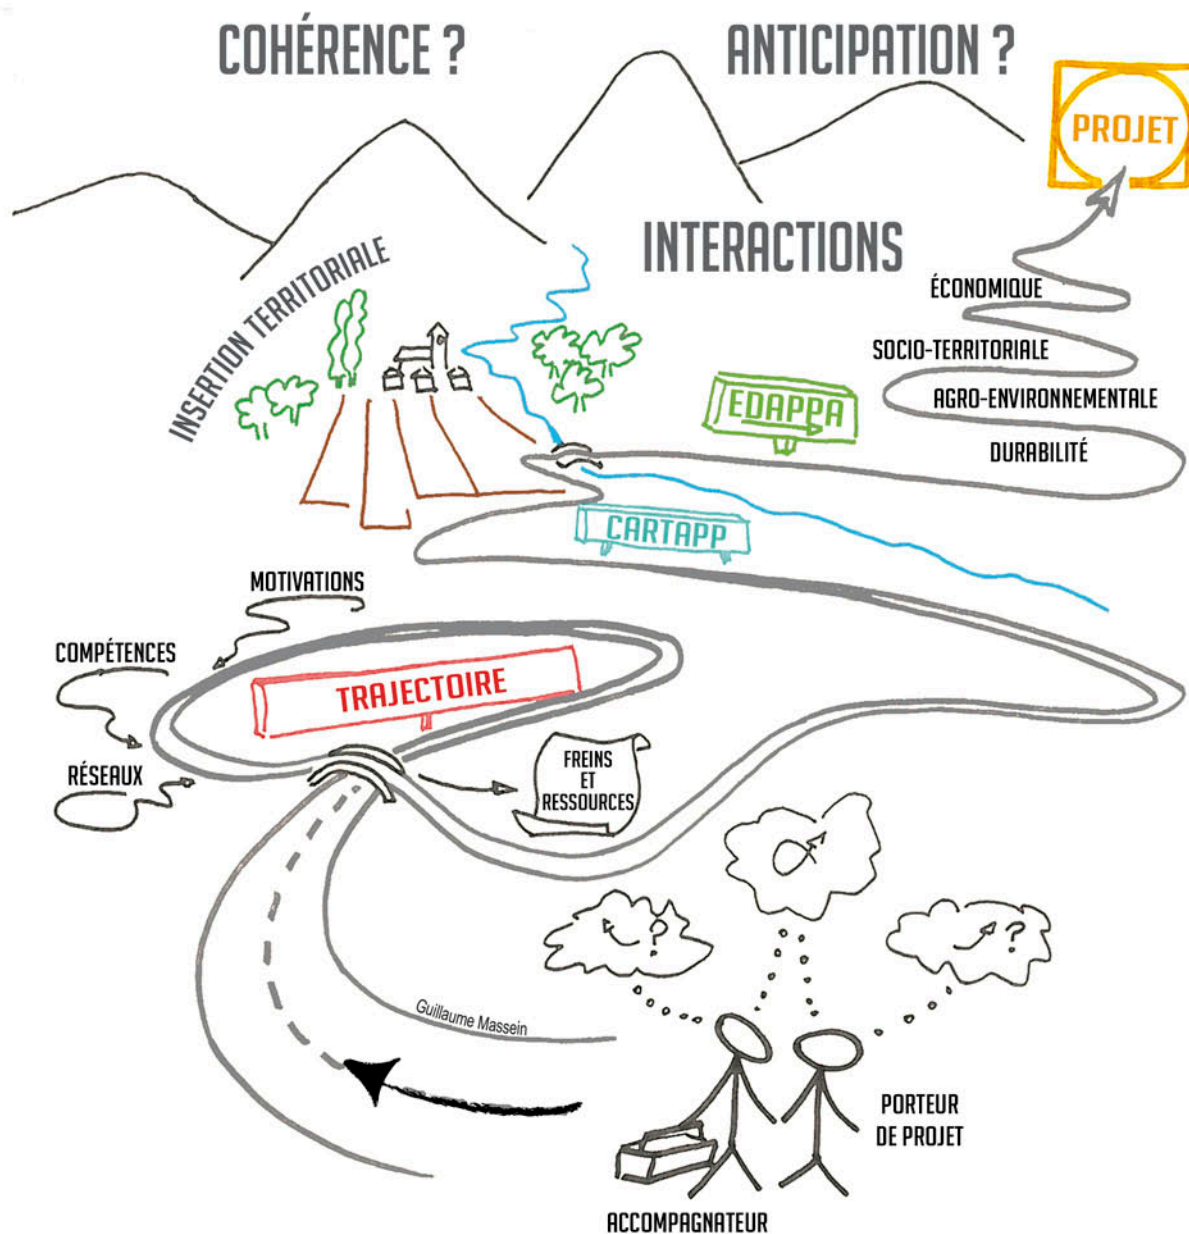 COHÉRENCE ?
ANTICIPATION ?
PROJET
INSERTION TERRITORIALE
INTERACTIONS
ÉCONOMIQUE
SOCIO-TERRITORIALE
AGRO-ENVIRONNEMENTALE
DURABILITÉ
EDAPPA
CARTAPP
MOTIVATIONS
COMPÉTENCES
RÉSEAUX
TRAJECTOIRE
FREINS
ET
RESSOURCES
?
?
Guillaume Massein
PORTEUR
DE PROJET
ACCOMPAGNATEUR